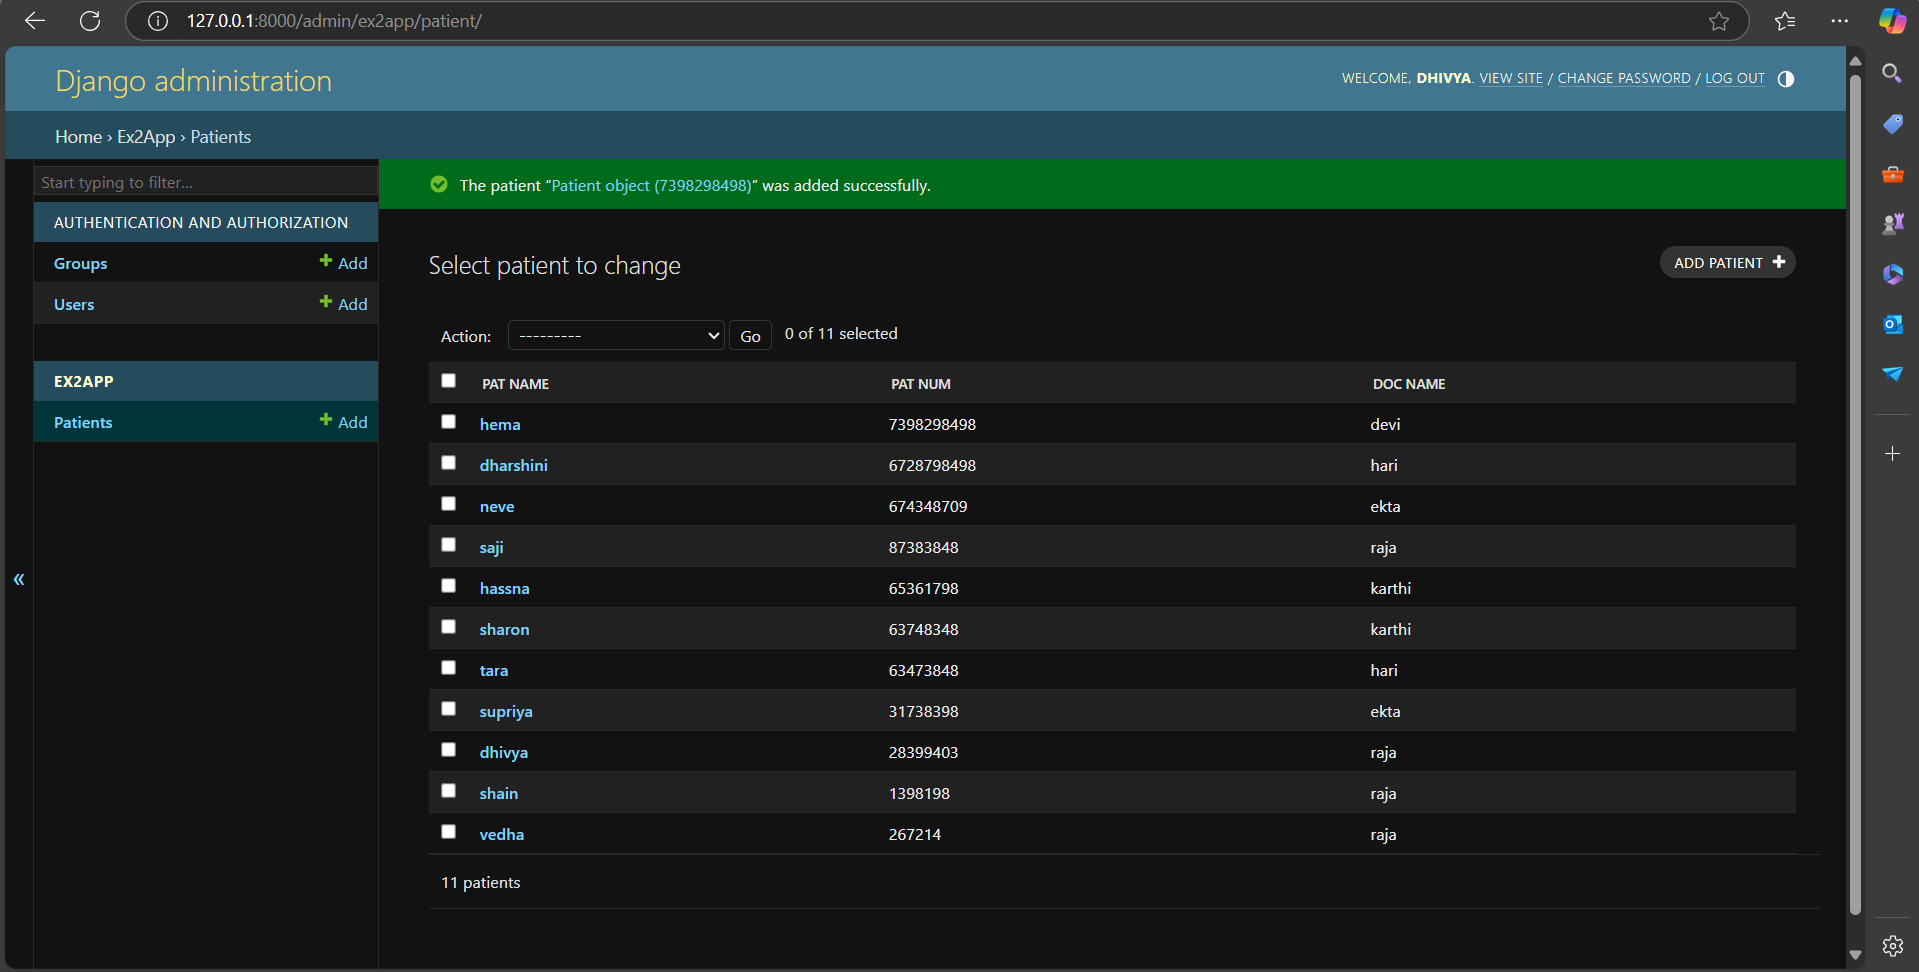 127.0.0.1:8000/admin/ex2app/patient/
Django administration
WELCOME, DHIVYA. VIEW SITE / CHANGE PASSWORD / LOG OUT
Home › Ex2App › Patients
Start typing to filter...
The patient “Patient object (7398298498)” was added successfully.
AUTHENTICATION AND AUTHORIZATION
Groups + Add
Users + Add
EX2APP
Patients + Add
«
Select patient to change
ADD PATIENT +
Action: --------- Go 0 of 11 selected
PAT NAME PAT NUM DOC NAME
hema 7398298498 devi
dharshini 6728798498 hari
neve 674348709 ekta
saji 87383848 raja
hassna 65361798 karthi
sharon 63748348 karthi
tara 63473848 hari
supriya 31738398 ekta
dhivya 28399403 raja
shain 1398198 raja
vedha 267214 raja
11 patients